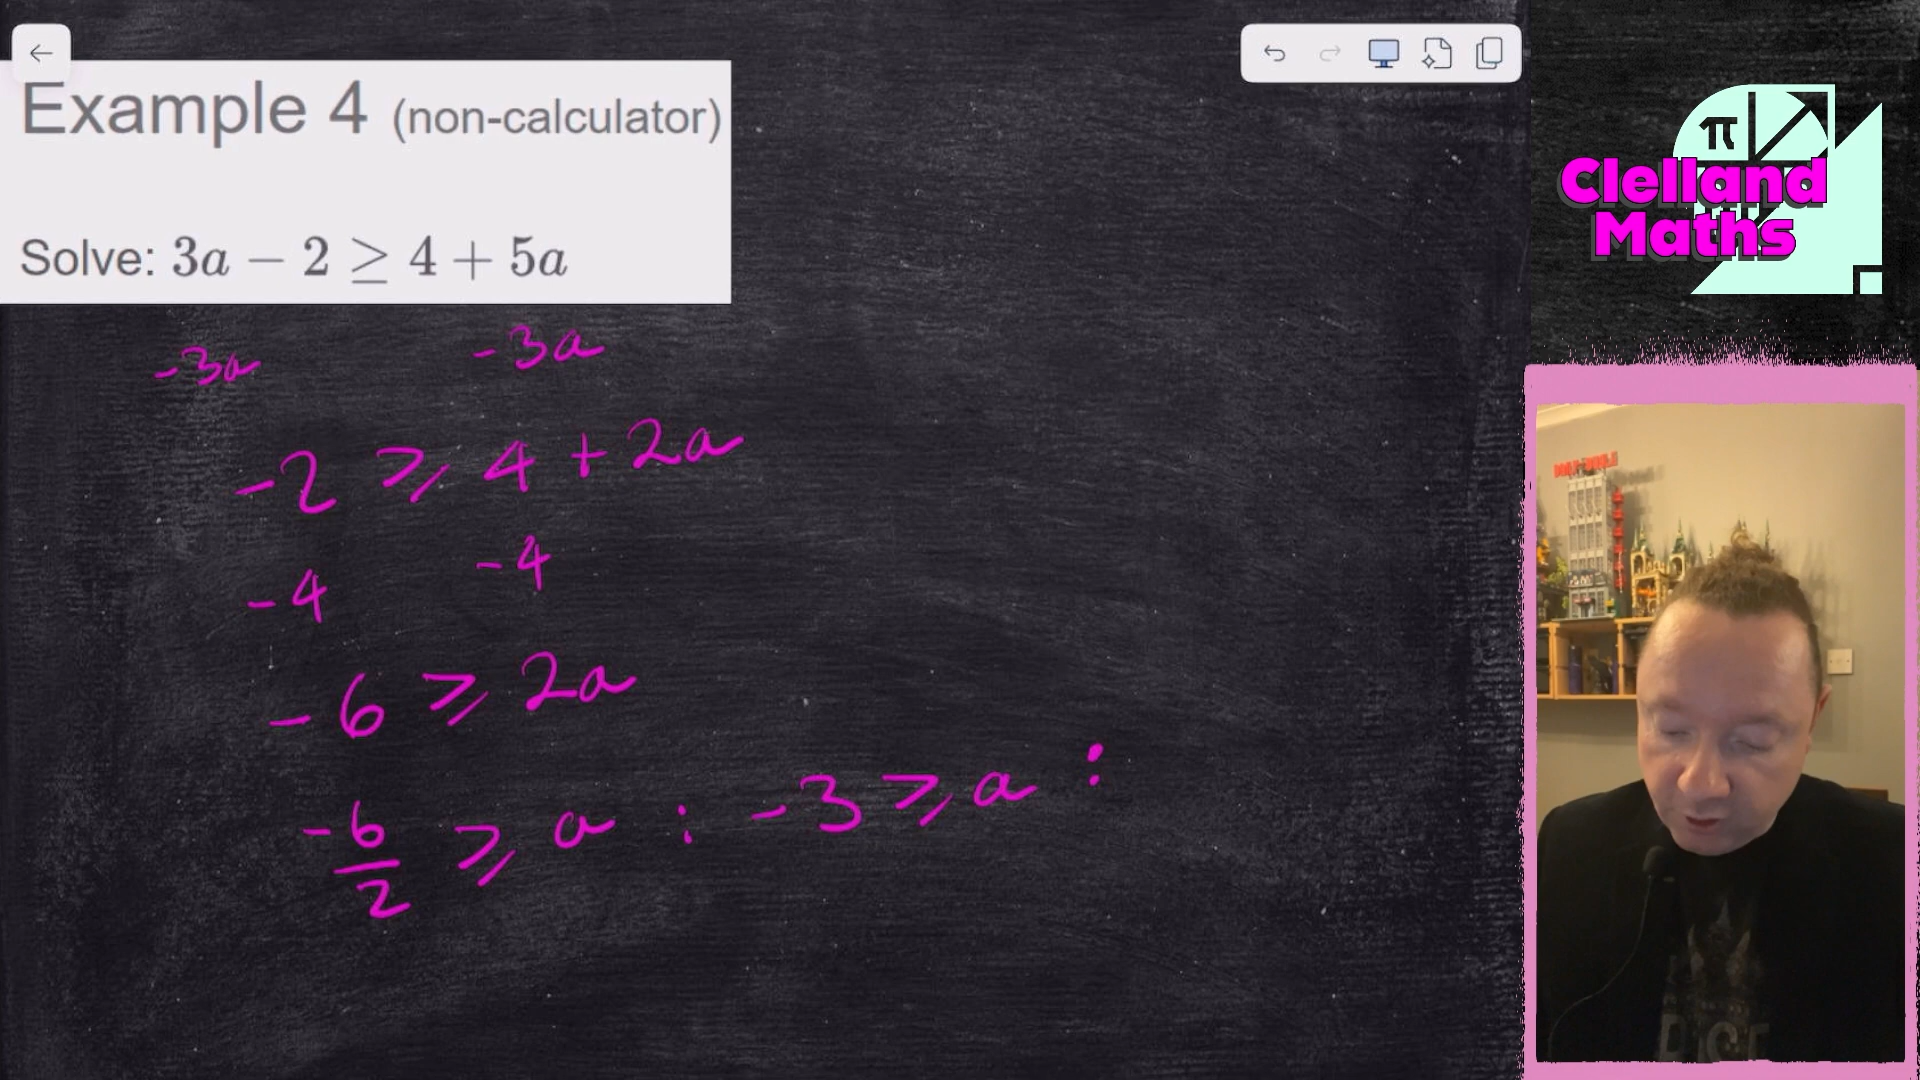 Example 4 (non-calculator)
Solve: 3a − 2 ≥ 4 + 5a
-3a -3a
-2 ≥ 4 + 2a
-4 -4
-6 ≥ 2a
-6/2 ≥ a : -3 ≥ a :
π
Clelland
Maths